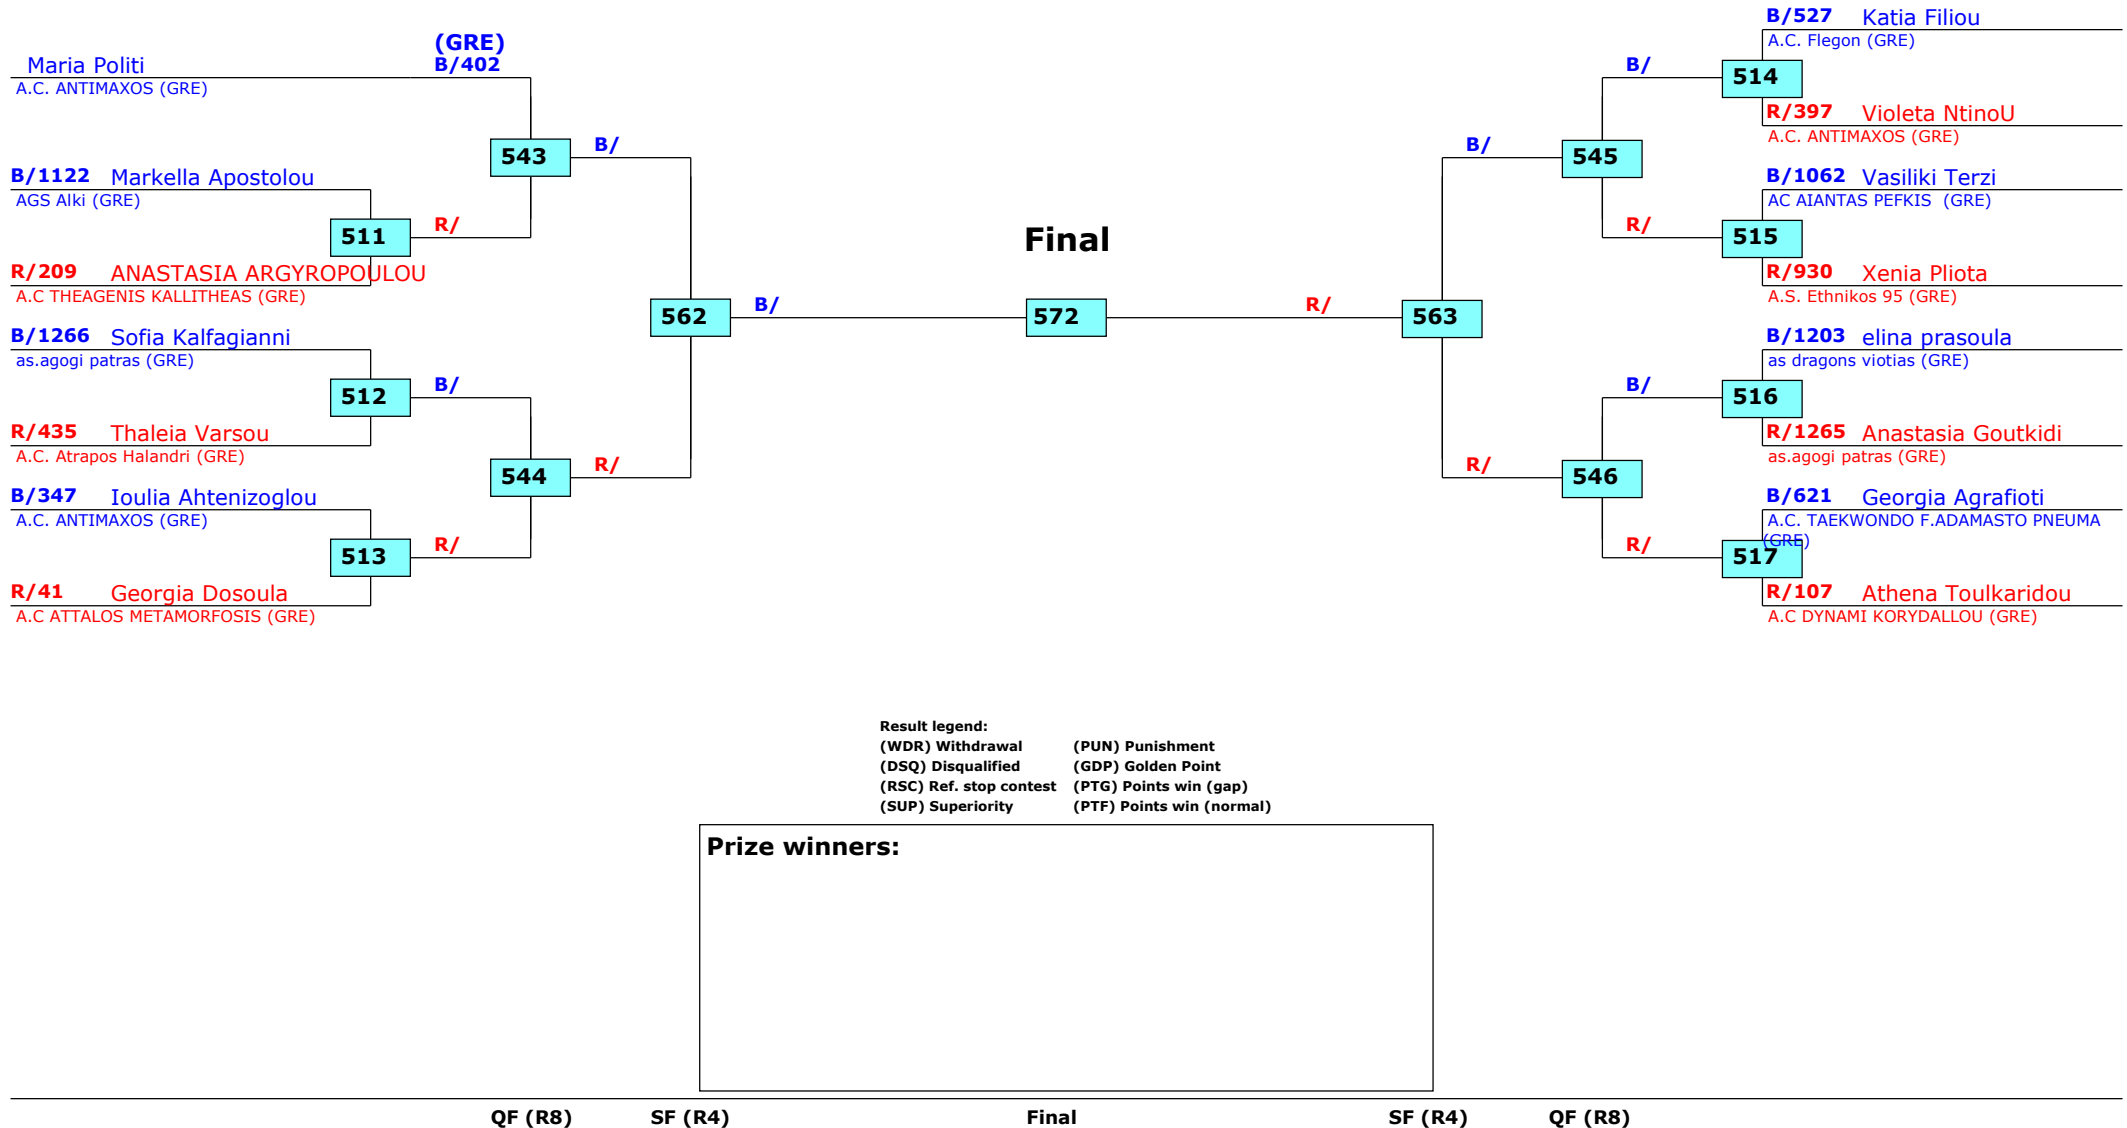 (GRE)
Maria Politi B/402
A.C. ANTIMAXOS (GRE)
543 B/
B/1122 Markella Apostolou
AGS Alki (GRE)
511 R/
R/209 ANASTASIA ARGYROPOULOU
A.C THEAGENIS KALLITHEAS (GRE)
562 B/
B/1266 Sofia Kalfagianni
as.agogi patras (GRE)
512 B/
R/435 Thaleia Varsou
A.C. Atrapos Halandri (GRE)
544 R/
B/347 Ioulia Ahtenizoglou
A.C. ANTIMAXOS (GRE)
513 R/
R/41 Georgia Dosoula
A.C ATTALOS METAMORFOSIS (GRE)
Final
572
B/527 Katia Filiou
A.C. Flegon (GRE)
B/ 514
R/397 Violeta NtinoU
A.C. ANTIMAXOS (GRE)
B/ 545
B/1062 Vasiliki Terzi
AC AIANTAS PEFKIS (GRE)
R/ 515
R/930 Xenia Pliota
A.S. Ethnikos 95 (GRE)
R/ 563
B/1203 elina prasoula
as dragons viotias (GRE)
B/ 516
R/1265 Anastasia Goutkidi
as.agogi patras (GRE)
R/ 546
B/621 Georgia Agrafioti
A.C. TAEKWONDO F.ADAMASTO PNEUMA
(GRE)
R/ 517
R/107 Athena Toulkaridou
A.C DYNAMI KORYDALLOU (GRE)
Result legend:
(WDR) Withdrawal (PUN) Punishment
(DSQ) Disqualified (GDP) Golden Point
(RSC) Ref. stop contest (PTG) Points win (gap)
(SUP) Superiority (PTF) Points win (normal)
Prize winners:
QF (R8) SF (R4) Final SF (R4) QF (R8)